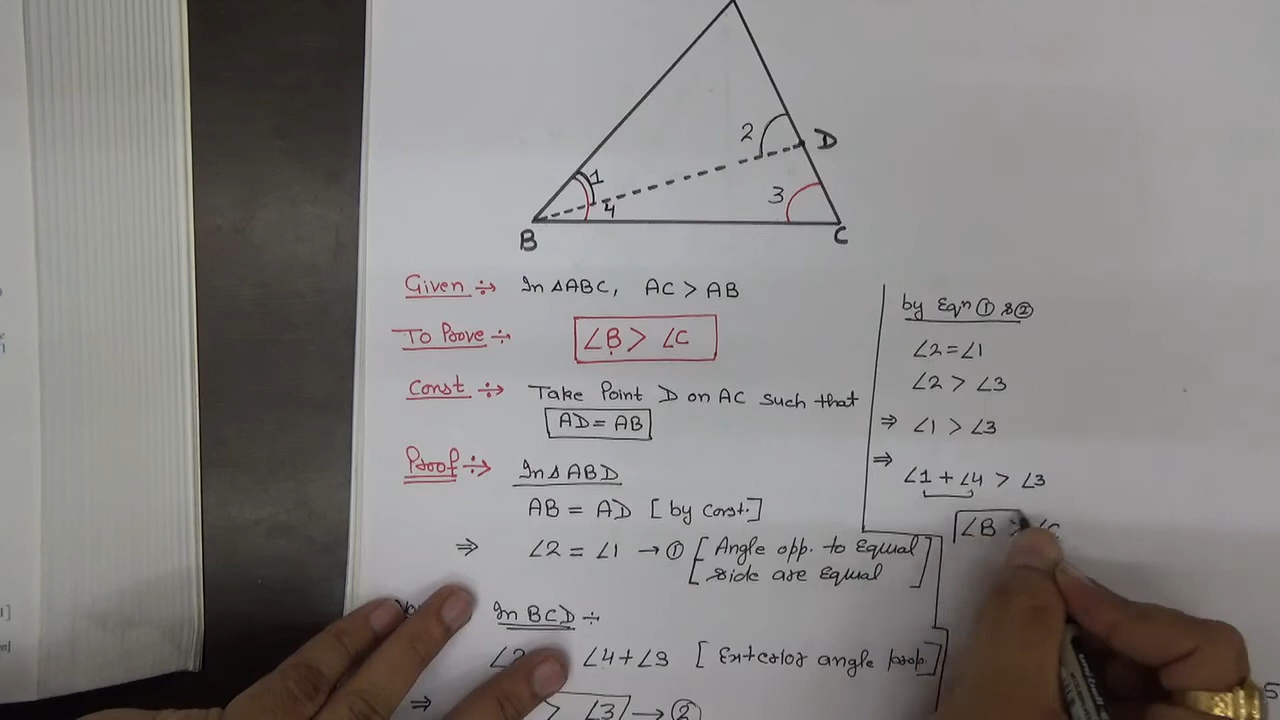 2
D
1
4
3
B
C
Given ÷> In △ABC, AC > AB
To Prove ÷ ∠B > ∠C
Const ÷> Take Point D on AC such that
AD = AB
Proof ÷> In △ABD
AB = AD [by Const.]
⇒ ∠2 = ∠1 → ① [Angle opp. to Equal
side are Equal]
In BCD ÷
∠4+∠3 [Exterior angle prop.]
⇒ > ∠3 → ②
by Eqⁿ ① & ②
∠2=∠1
∠2 > ∠3
⇒ ∠1 > ∠3
⇒ ∠1 + ∠4 > ∠3
∠B >
5